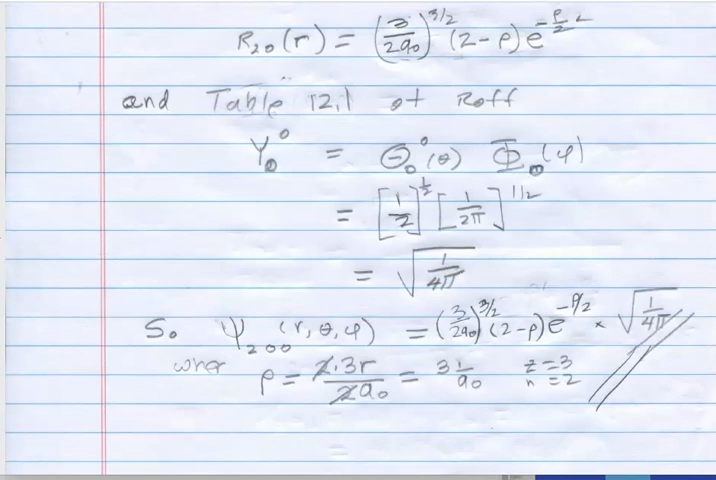 R₂₀(r) = (3/2a₀)^3/2 (2-ρ) e^-ρ/2
and Table 12,1 of Roff
Y₀⁰ = Θ₀⁰(θ) Φ₀(φ)
= [1/2]^1/2 [1/2π]^1/2
= √(1/4π)
So Ψ₂₀₀(r,θ,φ) = (3/2a₀)^3/2 (2-ρ)e^-ρ/2 × √(1/4π)
wher ρ = 2.3r/2a₀ = 3 r/a₀ z=3
n=2